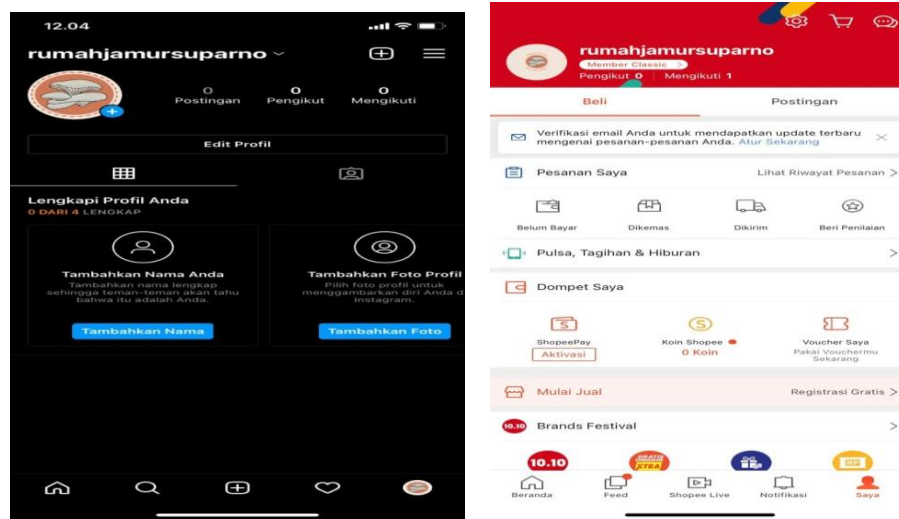 12.04
rumahjamursuparno
0 0 0
Postingan Pengikut Mengikuti
Edit Profil
Lengkapi Profil Anda
0 DARI 4 LENGKAP
Tambahkan Nama Anda
Tambahkan nama lengkap
sehingga teman-teman akan tahu
bahwa itu adalah Anda.
Tambahkan Nama
Tambahkan Foto Profil
Pilih foto profil untuk
menggambarkan diri Anda d
Instagram.
Tambahkan Foto
rumahjamursuparno
Member Classic >
Pengikut 0 | Mengikuti 1
Beli Postingan
Verifikasi email Anda untuk mendapatkan update terbaru
mengenai pesanan-pesanan Anda. Atur Sekarang
Pesanan Saya Lihat Riwayat Pesanan >
Belum Bayar Dikemas Dikirim Beri Penilaian
Pulsa, Tagihan & Hiburan >
Dompet Saya
ShopeePay Koin Shopee Voucher Saya
Aktivasi 0 Koin Pakai Vouchermu
Sekarang
Mulai Jual Registrasi Gratis >
10.10 Brands Festival >
10.10 GRATIS ONGKIR XTRA
Beranda Feed Shopee Live Notifikasi Saya